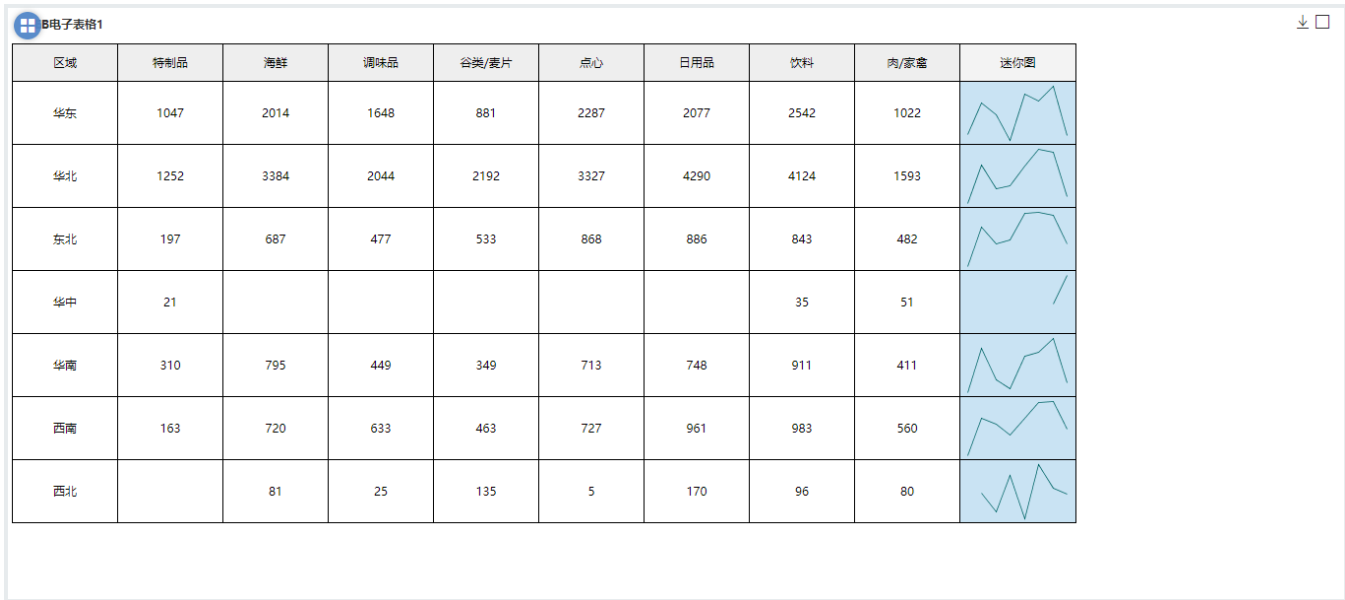 B电子表格1
区域 特制品 海鲜 调味品 谷类/麦片 点心 日用品 饮料 肉/家禽 迷你图
华东 1047 2014 1648 881 2287 2077 2542 1022
华北 1252 3384 2044 2192 3327 4290 4124 1593
东北 197 687 477 533 868 886 843 482
华中 21 35 51
华南 310 795 449 349 713 748 911 411
西南 163 720 633 463 727 961 983 560
西北 81 25 135 5 170 96 80